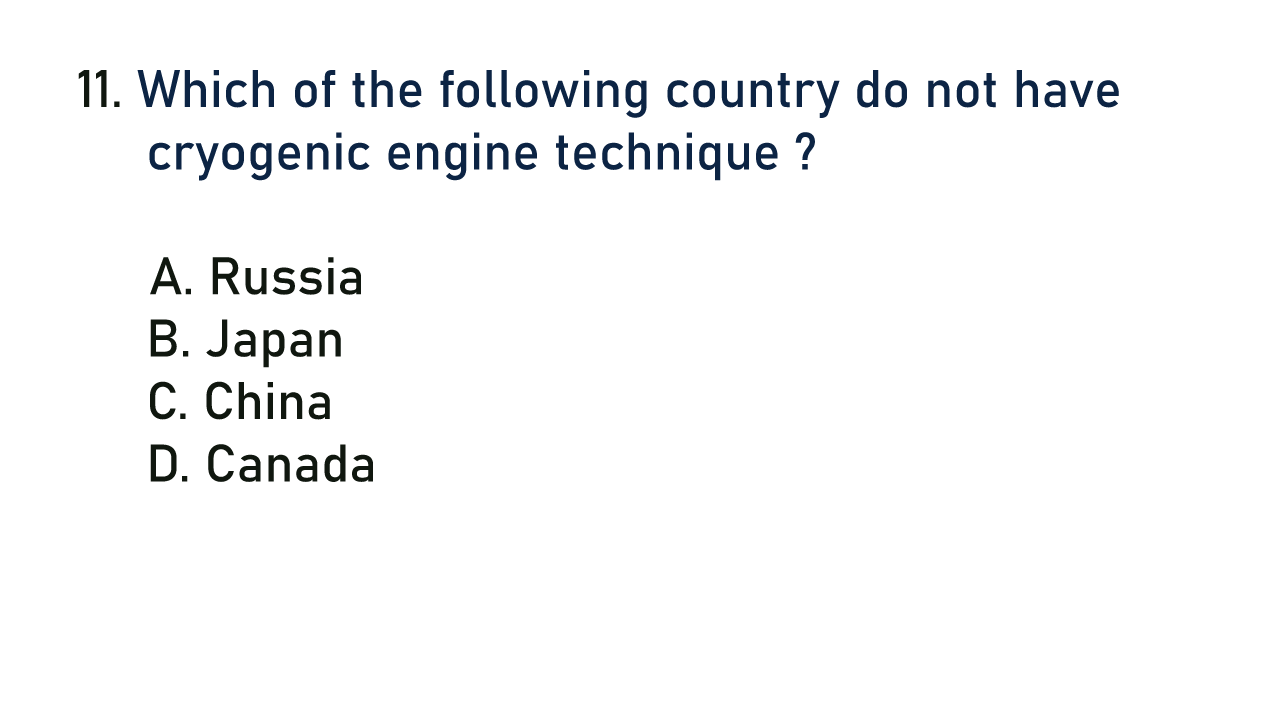 11. Which of the following country do not have
cryogenic engine technique ?
A. Russia
B. Japan
C. China
D. Canada